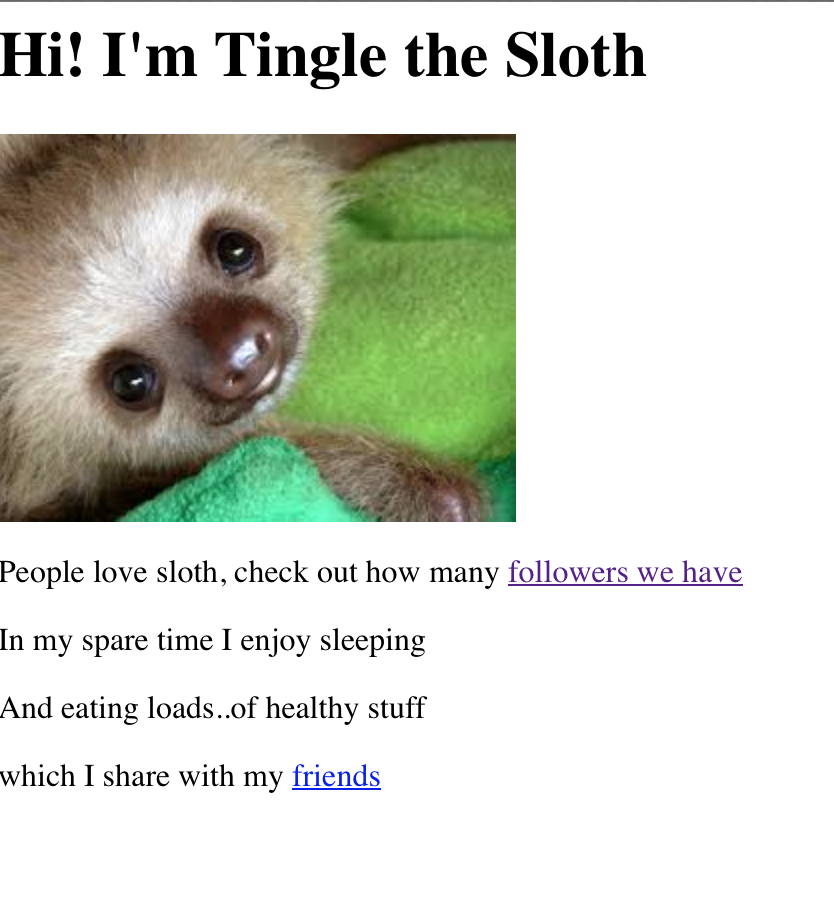 Hi! I'm Tingle the Sloth
People love sloth, check out how many followers we have
In my spare time I enjoy sleeping
And eating loads..of healthy stuff
which I share with my friends